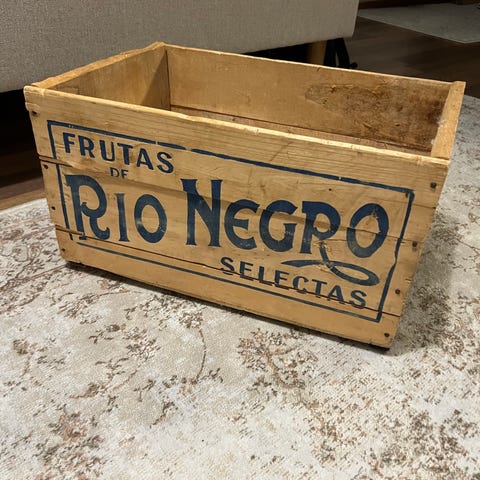 FRUTAS
DE
RIO NEGRO
SELECTAS